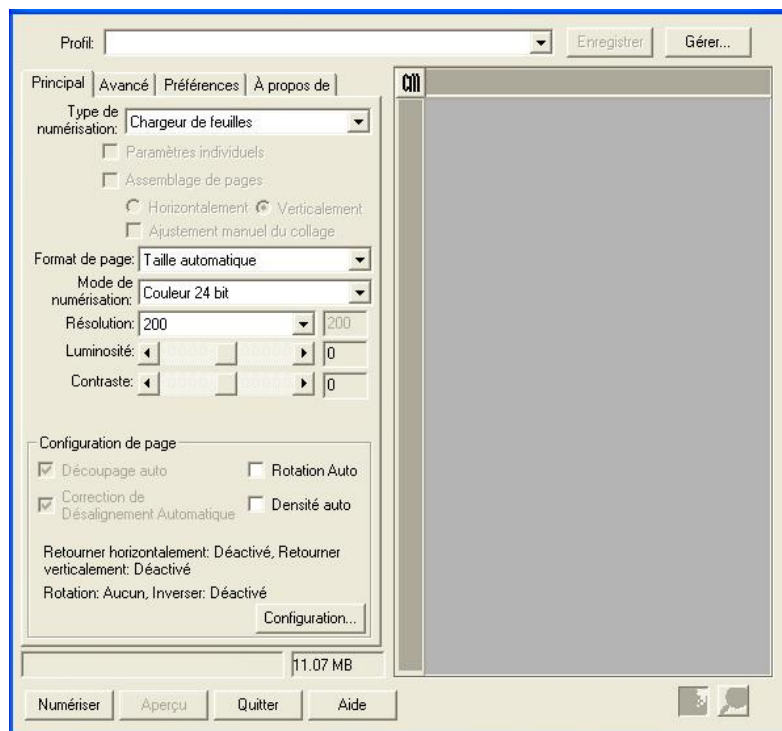 Profil:
Enregistrer
Gérer...
Principal
Avancé
Préférences
À propos de
Type de
numérisation:
Chargeur de feuilles
Paramètres individuels
Assemblage de pages
Horizontalement
Verticalement
Ajustement manuel du collage
Format de page:
Taille automatique
Mode de
numérisation:
Couleur 24 bit
Résolution:
200
200
Luminosité:
0
Contraste:
0
Configuration de page
Découpage auto
Rotation Auto
Correction de
Désalignement Automatique
Densité auto
Retourner horizontalement: Déactivé, Retourner
verticalement: Déactivé
Rotation: Aucun, Inverser: Déactivé
Configuration...
11.07 MB
Numériser
Aperçu
Quitter
Aide